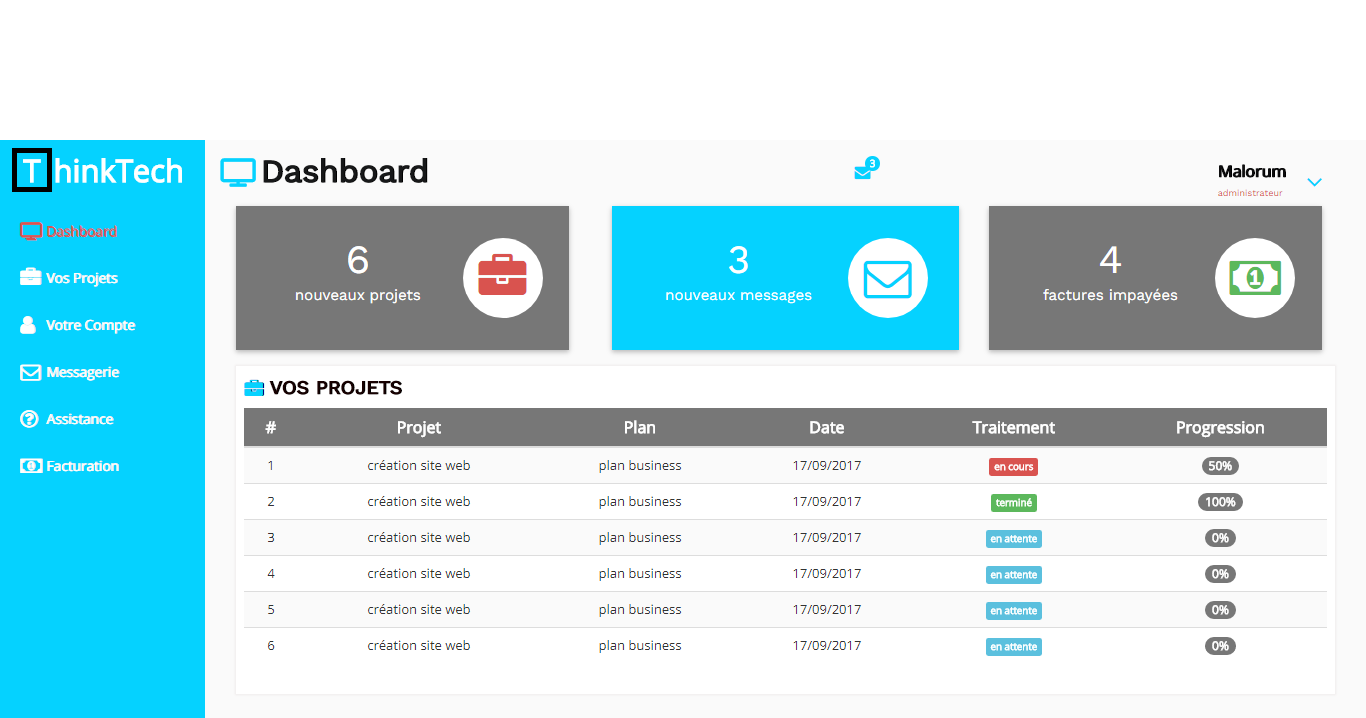 ThinkTech
Dashboard
Vos Projets
Votre Compte
Messagerie
Assistance
Facturation
Dashboard
3
Malorum
administrateur
6
nouveaux projets
3
nouveaux messages
4
factures impayées
1
VOS PROJETS
# Projet Plan Date Traitement Progression
1 création site web plan business 17/09/2017 en cours 50%
2 création site web plan business 17/09/2017 terminé 100%
3 création site web plan business 17/09/2017 en attente 0%
4 création site web plan business 17/09/2017 en attente 0%
5 création site web plan business 17/09/2017 en attente 0%
6 création site web plan business 17/09/2017 en attente 0%